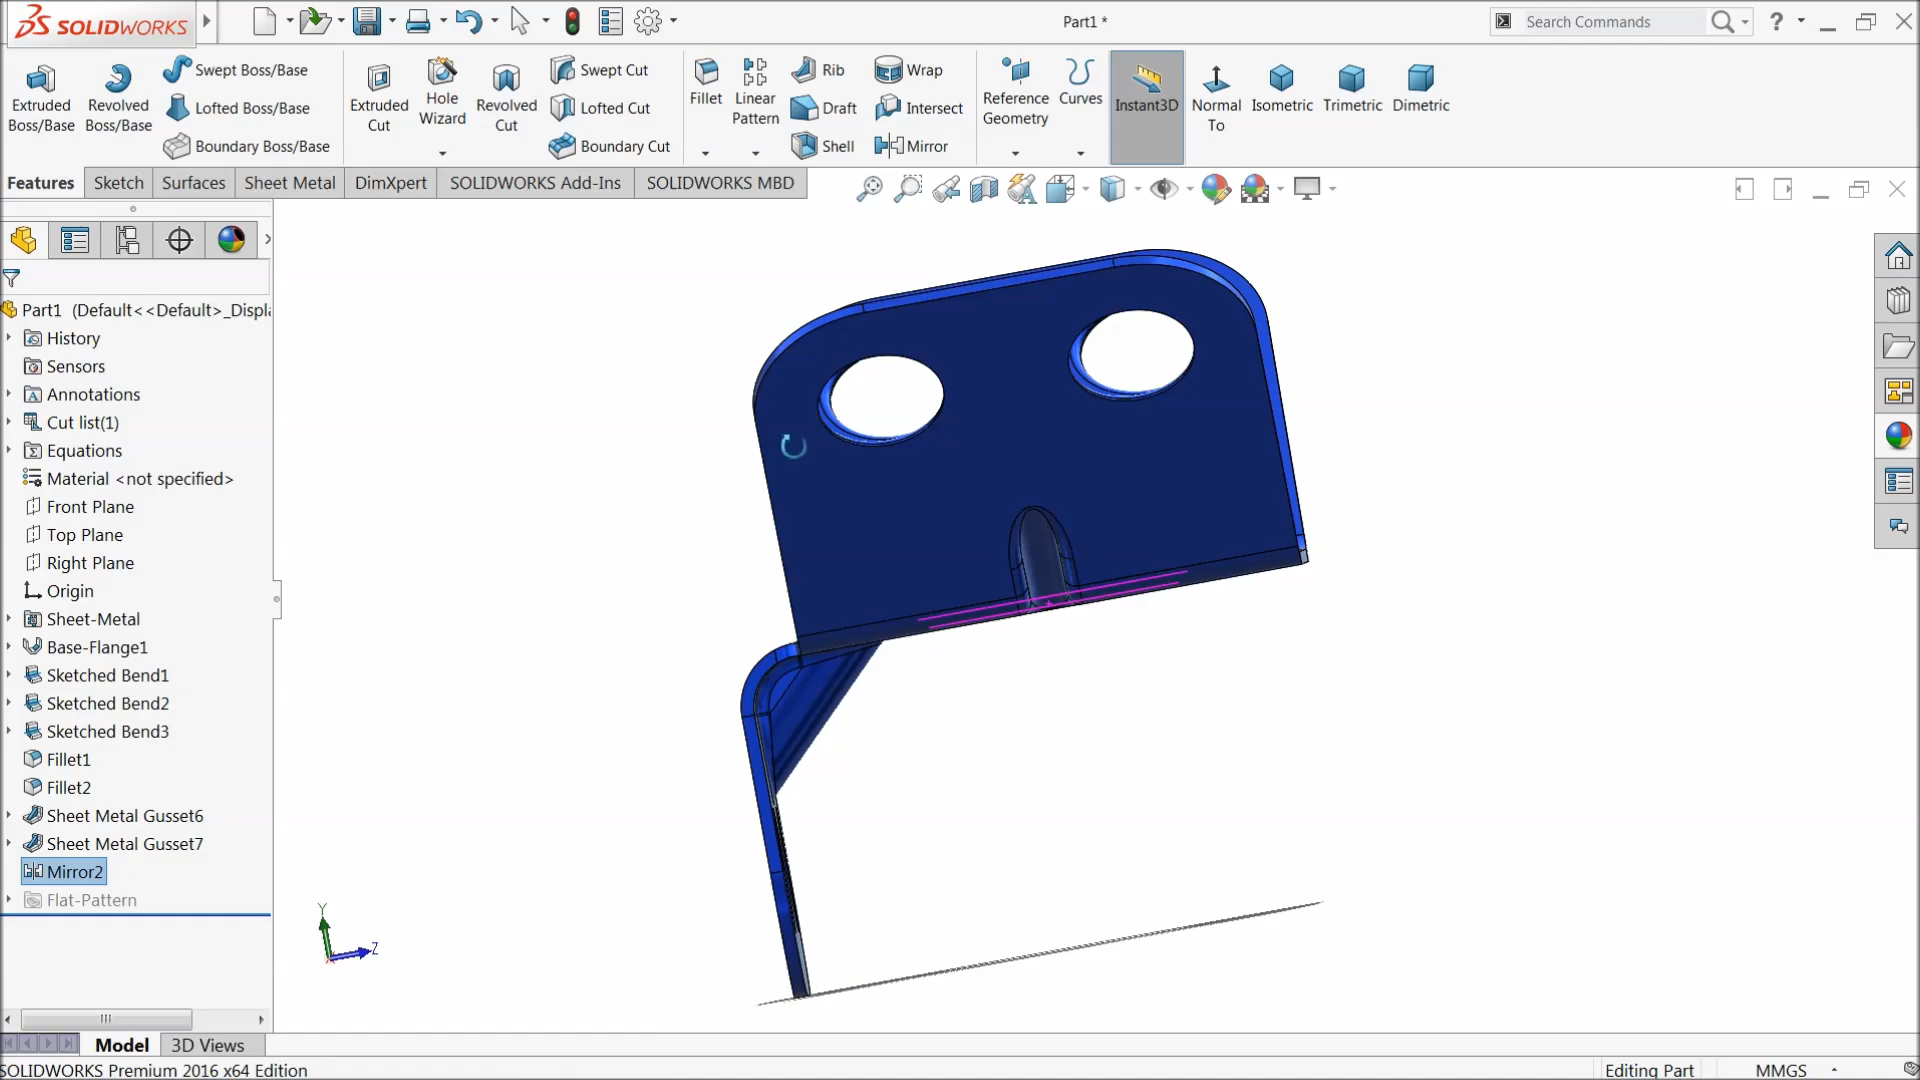 SOLIDWORKS
Part1 *
Search Commands
?
Extruded Boss/Base
Revolved Boss/Base
Swept Boss/Base
Lofted Boss/Base
Boundary Boss/Base
Extruded Cut
Hole Wizard
Revolved Cut
Swept Cut
Lofted Cut
Boundary Cut
Fillet
Linear Pattern
Rib
Draft
Shell
Wrap
Intersect
Mirror
Reference Geometry
Curves
Instant3D
Normal To
Isometric
Trimetric
Dimetric
Features
Sketch
Surfaces
Sheet Metal
DimXpert
SOLIDWORKS Add-Ins
SOLIDWORKS MBD
Part1 (Default<<Default>_Displa
History
Sensors
Annotations
Cut list(1)
Equations
Material <not specified>
Front Plane
Top Plane
Right Plane
Origin
Sheet-Metal
Base-Flange1
Sketched Bend1
Sketched Bend2
Sketched Bend3
Fillet1
Fillet2
Sheet Metal Gusset6
Sheet Metal Gusset7
Mirror2
Flat-Pattern
Y
Z
Model
3D Views
SOLIDWORKS Premium 2016 x64 Edition
Editing Part
MMGS